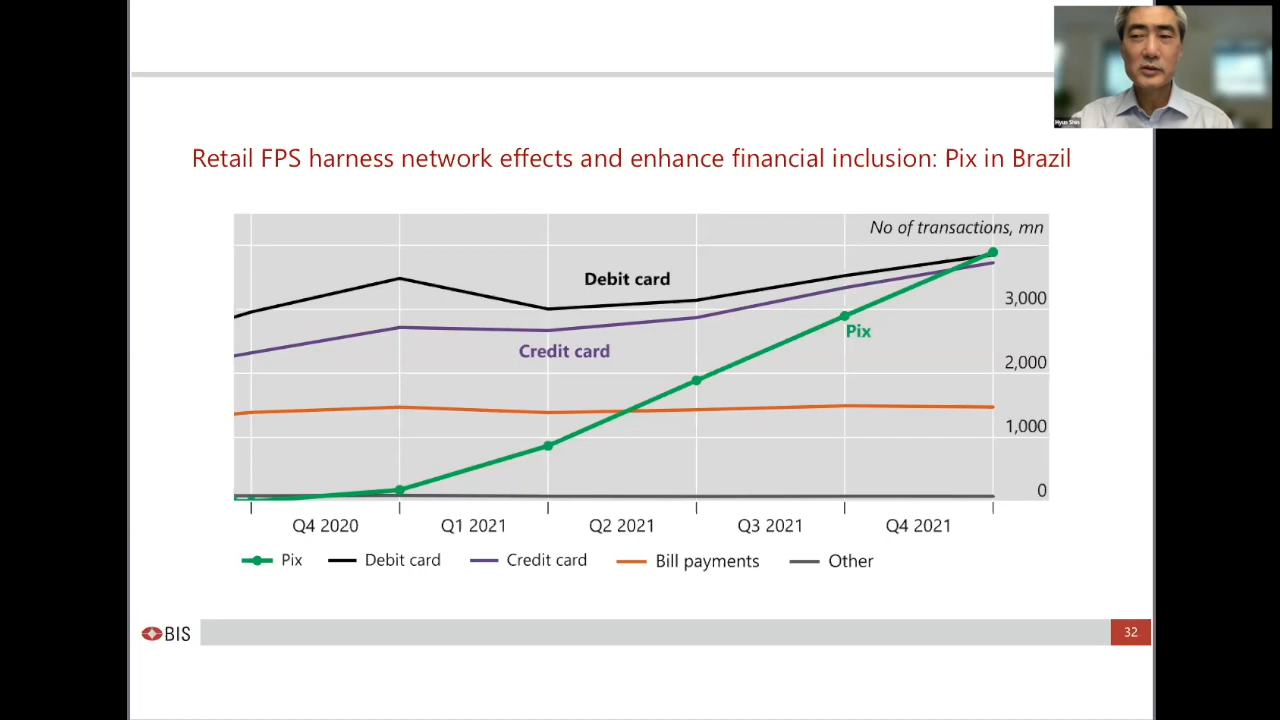 Hyun Shin
Retail FPS harness network effects and enhance financial inclusion: Pix in Brazil
No of transactions, mn
Debit card
3,000
Pix
Credit card
2,000
1,000
0
Q4 2020 Q1 2021 Q2 2021 Q3 2021 Q4 2021
Pix Debit card Credit card Bill payments Other
BIS
32